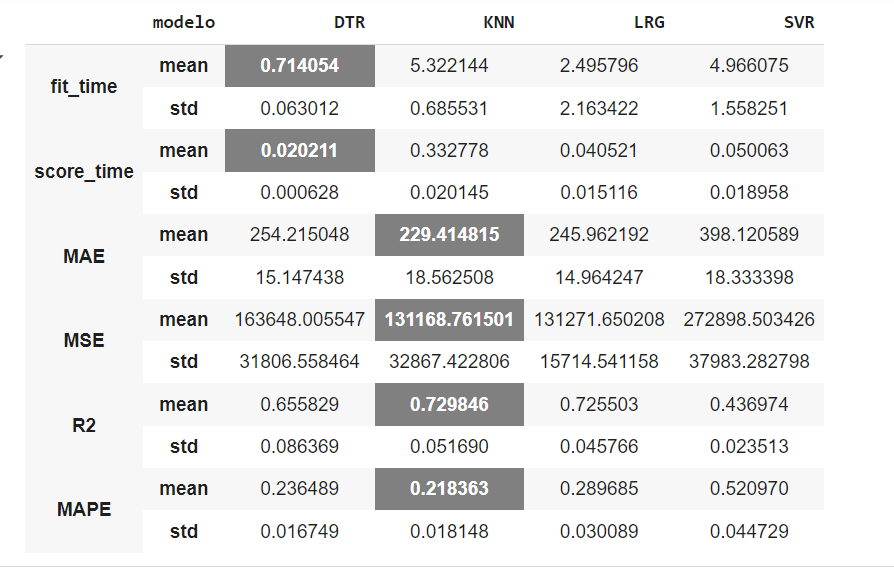 modelo DTR KNN LRG SVR
fit_time mean 0.714054 5.322144 2.495796 4.966075
std 0.063012 0.685531 2.163422 1.558251
score_time mean 0.020211 0.332778 0.040521 0.050063
std 0.000628 0.020145 0.015116 0.018958
MAE mean 254.215048 229.414815 245.962192 398.120589
std 15.147438 18.562508 14.964247 18.333398
MSE mean 163648.005547 131168.761501 131271.650208 272898.503426
std 31806.558464 32867.422806 15714.541158 37983.282798
R2 mean 0.655829 0.729846 0.725503 0.436974
std 0.086369 0.051690 0.045766 0.023513
MAPE mean 0.236489 0.218363 0.289685 0.520970
std 0.016749 0.018148 0.030089 0.044729